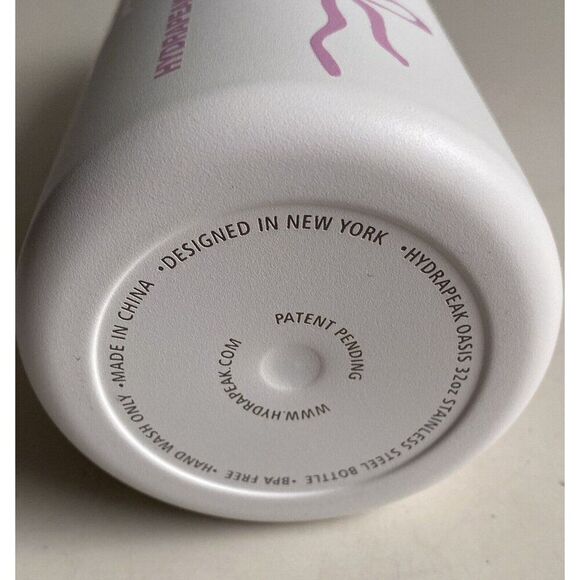 HYDRAPEAK
•DESIGNED IN NEW YORK •HYDRAPEAK OASIS 32oz STAINLESS STEEL BOTTLE •BPA FREE •HAND WASH ONLY •MADE IN CHINA
PATENT PENDING
WWW.HYDRAPEAK.COM